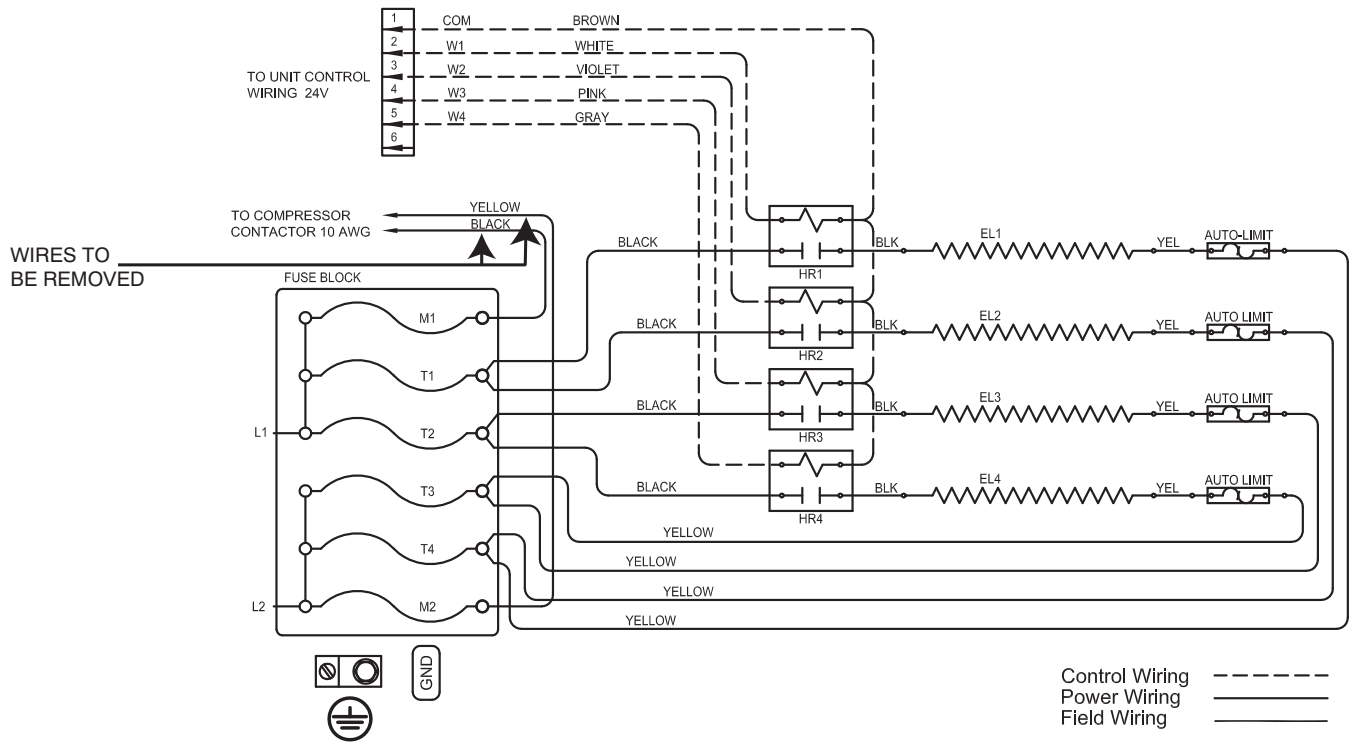 1 COM BROWN
2 W1 WHITE
3 W2 VIOLET
4 W3 PINK
5 W4 GRAY
6
TO UNIT CONTROL
WIRING 24V
TO COMPRESSOR
CONTACTOR 10 AWG
YELLOW
BLACK
WIRES TO
BE REMOVED
FUSE BLOCK
M1
T1
L1 T2
T3
T4
L2 M2
GND
BLACK HR1 BLK EL1 YEL AUTO-LIMIT
BLACK HR2 BLK EL2 YEL AUTO LIMIT
BLACK HR3 BLK EL3 YEL AUTO LIMIT
BLACK HR4 BLK EL4 YEL AUTO LIMIT
YELLOW
YELLOW
YELLOW
YELLOW
Control Wiring
Power Wiring
Field Wiring